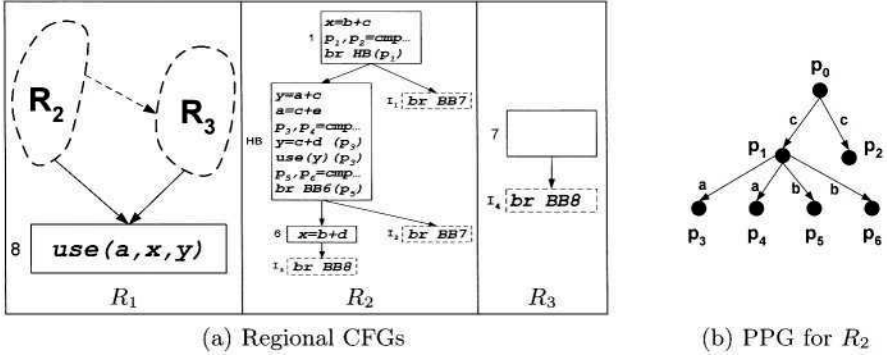 R₂
R₃
8
use(a,x,y)
R₁
1
x=b+c
p₁,p₂=cmp…
br HB(p₁)
I₁
br BB7
HB
y=a+c
a=c+e
p₃,p₄=cmp…
y=c+d (p₃)
use(y)(p₃)
p₅,p₆=cmp…
br BB6(p₅)
6
x=b+d
I₂
br BB7
I₃
br BB8
R₂
7
I₄
br BB8
R₃
(a) Regional CFGs
p₀
c
c
p₁
p₂
a
a
b
b
p₃
p₄
p₅
p₆
(b) PPG for R₂